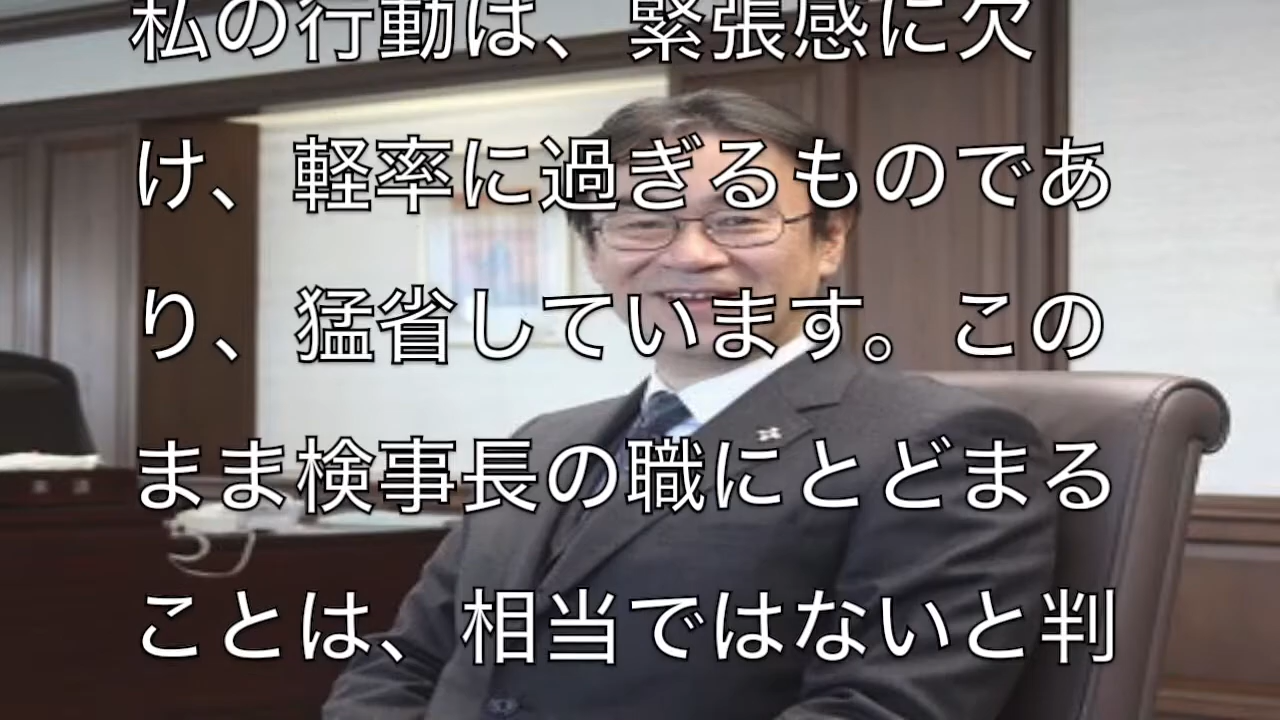 私の行動は、緊張感に欠
け、軽率に過ぎるものであ
り、猛省しています。この
まま検事長の職にとどまる
ことは、相当ではないと判